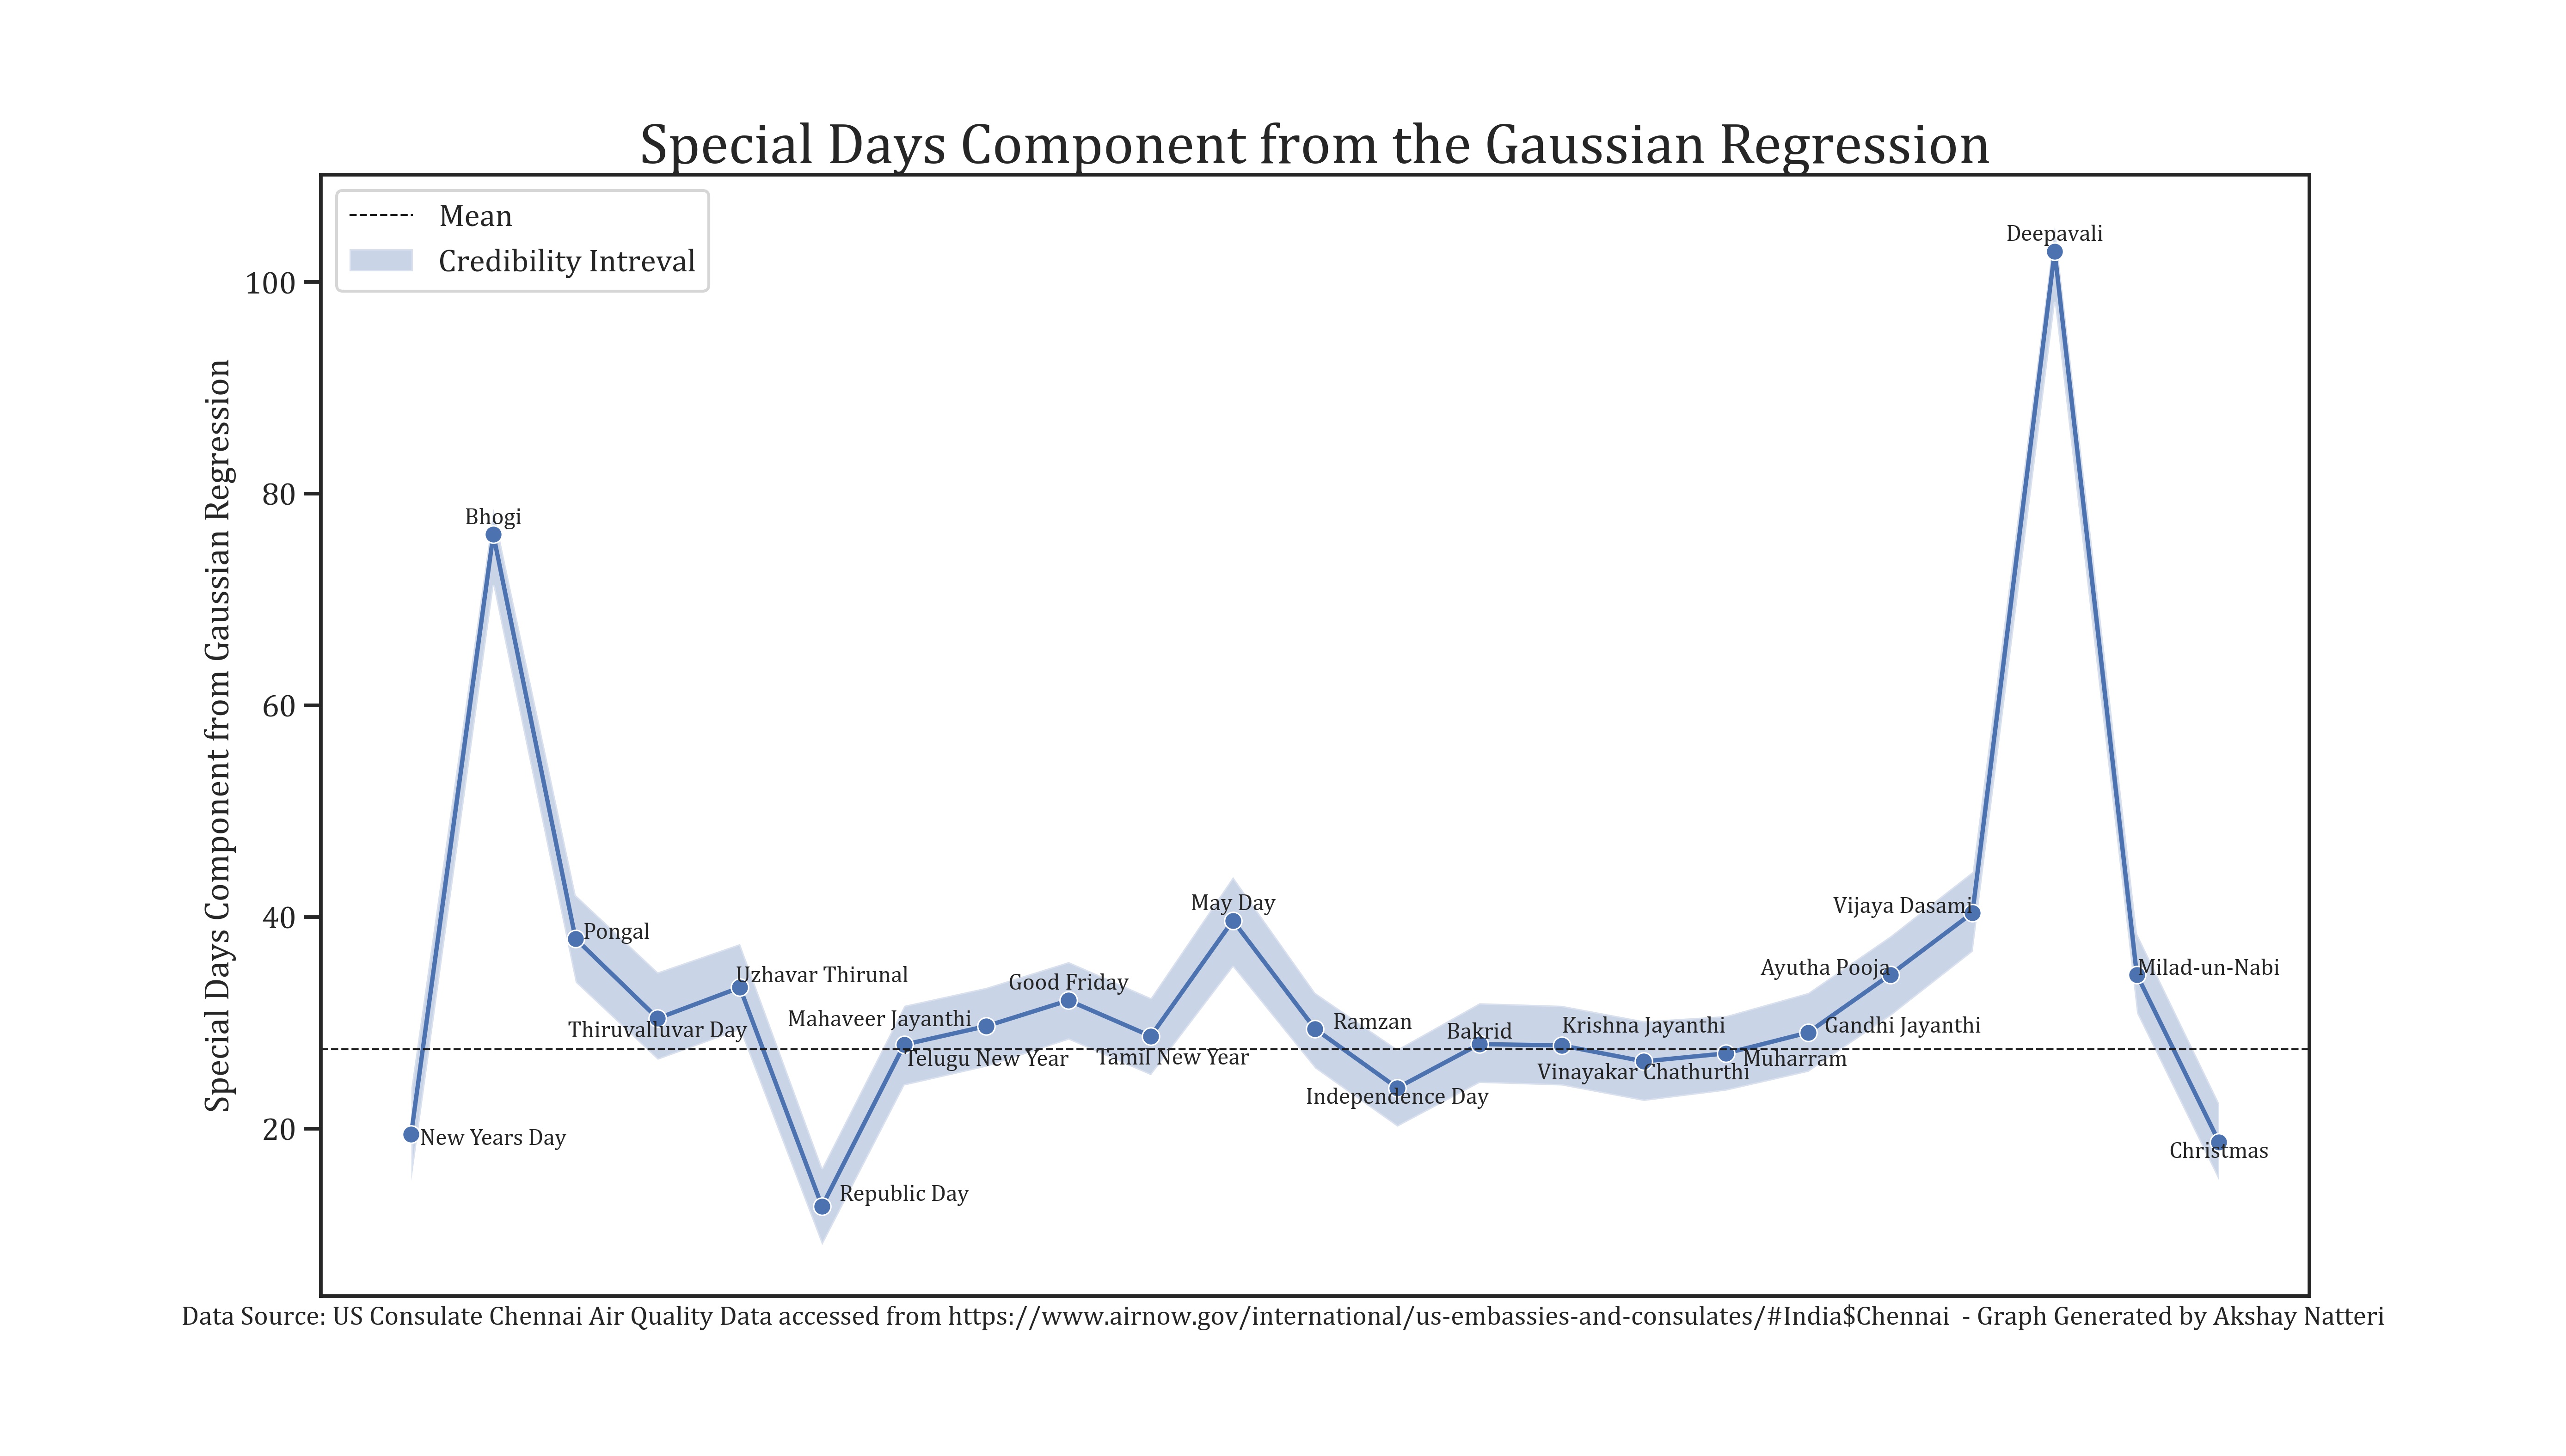 Special Days Component from the Gaussian Regression
Mean
Credibility Intreval
Special Days Component from Gaussian Regression
100
80
60
40
20
New Years Day
Bhogi
Pongal
Thiruvalluvar Day
Uzhavar Thirunal
Republic Day
Telugu New Year
Mahaveer Jayanthi
Good Friday
Tamil New Year
May Day
Ramzan
Independence Day
Bakrid
Krishna Jayanthi
Vinayakar Chathurthi
Muharram
Gandhi Jayanthi
Ayutha Pooja
Vijaya Dasami
Deepavali
Milad-un-Nabi
Christmas
Data Source: US Consulate Chennai Air Quality Data accessed from https://www.airnow.gov/international/us-embassies-and-consulates/#India$Chennai - Graph Generated by Akshay Natteri